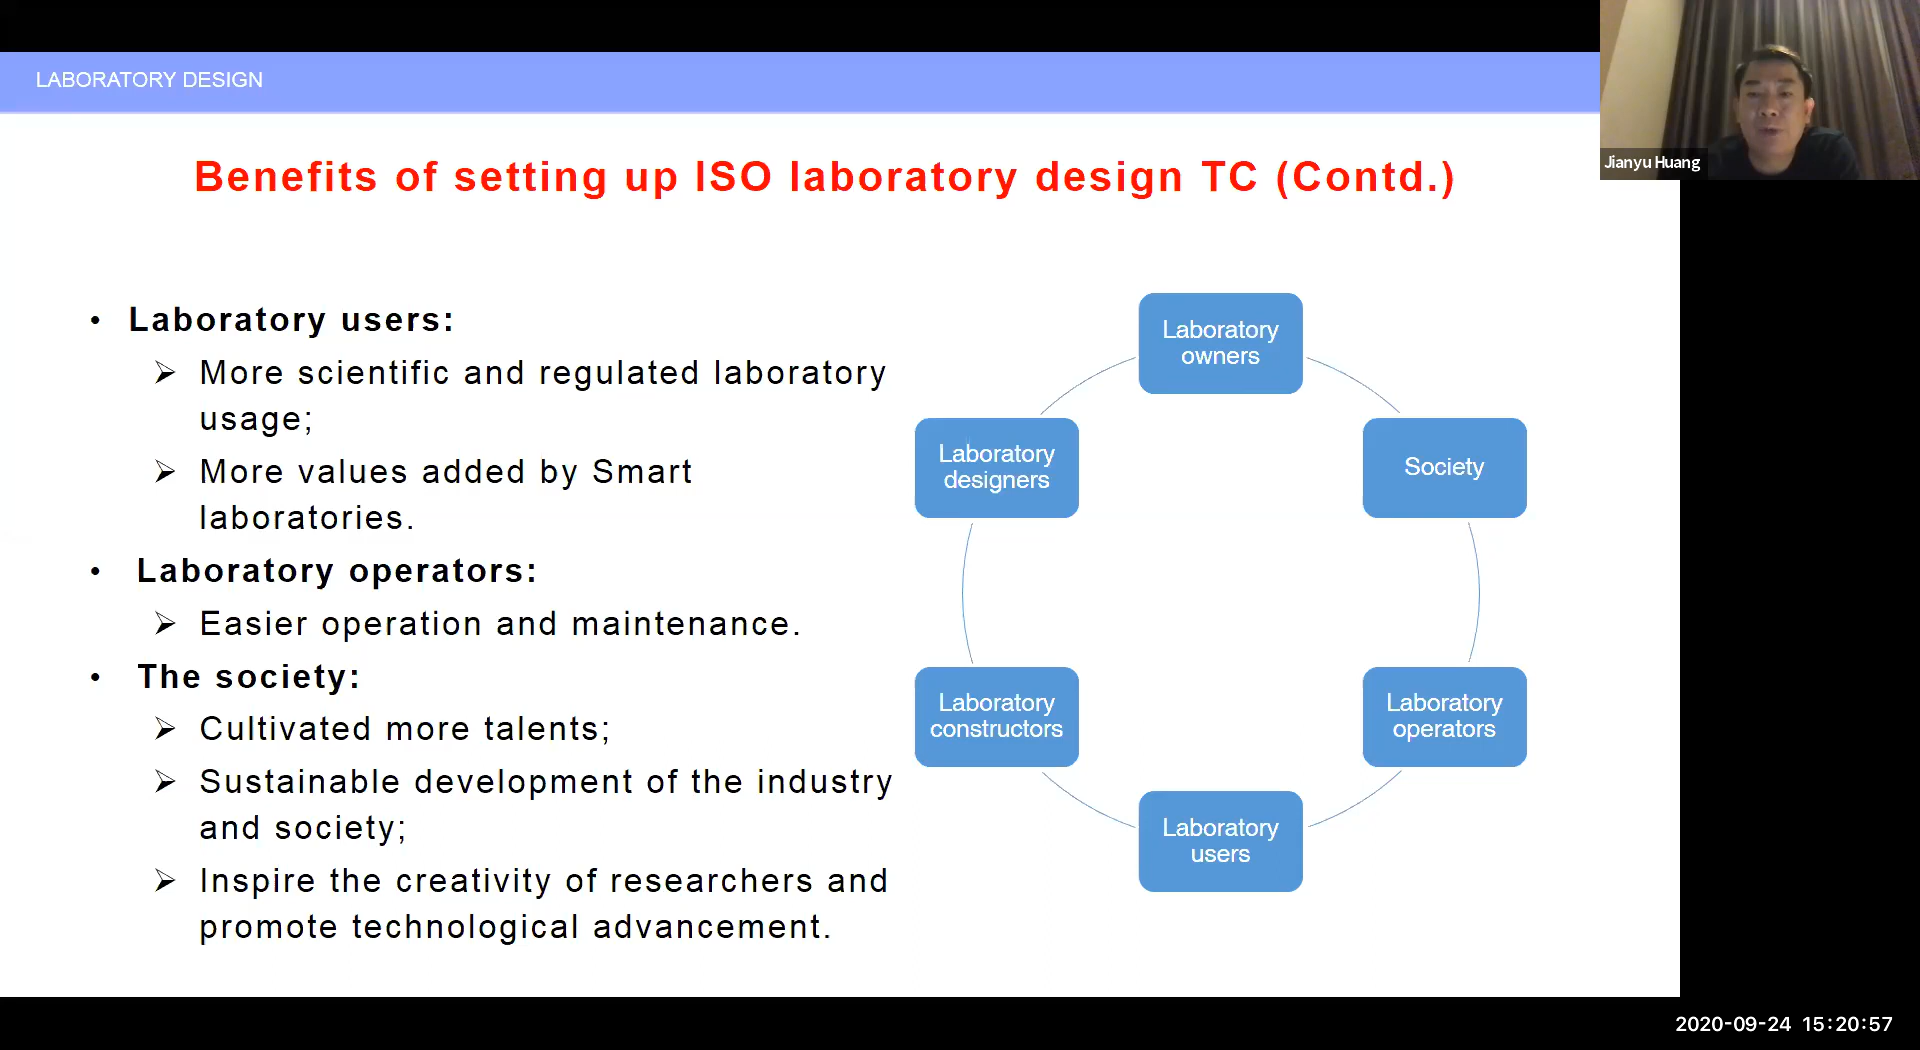 LABORATORY DESIGN
Jianyu Huang
Benefits of setting up ISO laboratory design TC (Contd.)
• Laboratory users:
➢ More scientific and regulated laboratory
usage;
➢ More values added by Smart
laboratories.
• Laboratory operators:
➢ Easier operation and maintenance.
• The society:
➢ Cultivated more talents;
➢ Sustainable development of the industry
and society;
➢ Inspire the creativity of researchers and
promote technological advancement.
Laboratory
owners
Society
Laboratory
operators
Laboratory
users
Laboratory
constructors
Laboratory
designers
2020-09-24 15:20:57